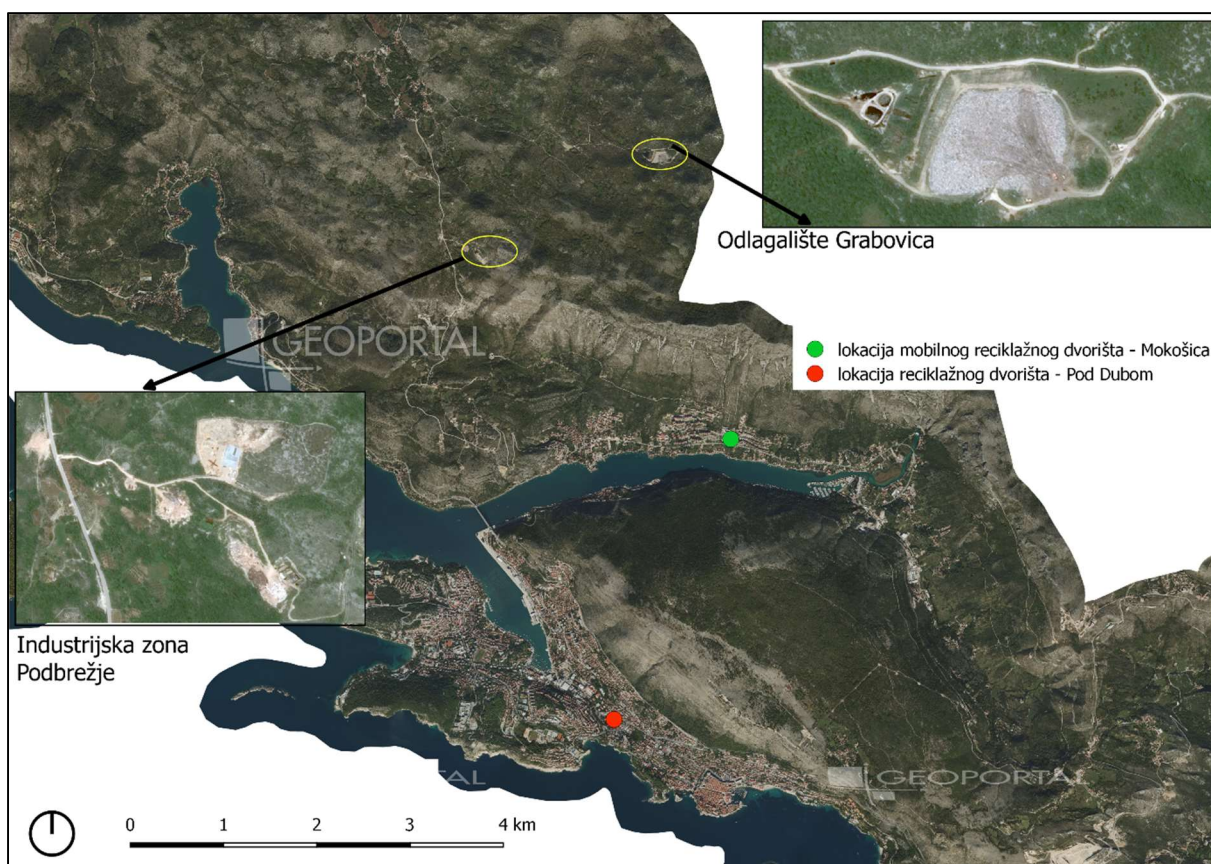 Odlagalište Grabovica
GEOPORTAL
lokacija mobilnog reciklažnog dvorišta - Mokošica
lokacija reciklažnog dvorišta - Pod Dubom
Industrijska zona
Podbrežje
TAL
GEOPORTAL
0 1 2 3 4 km